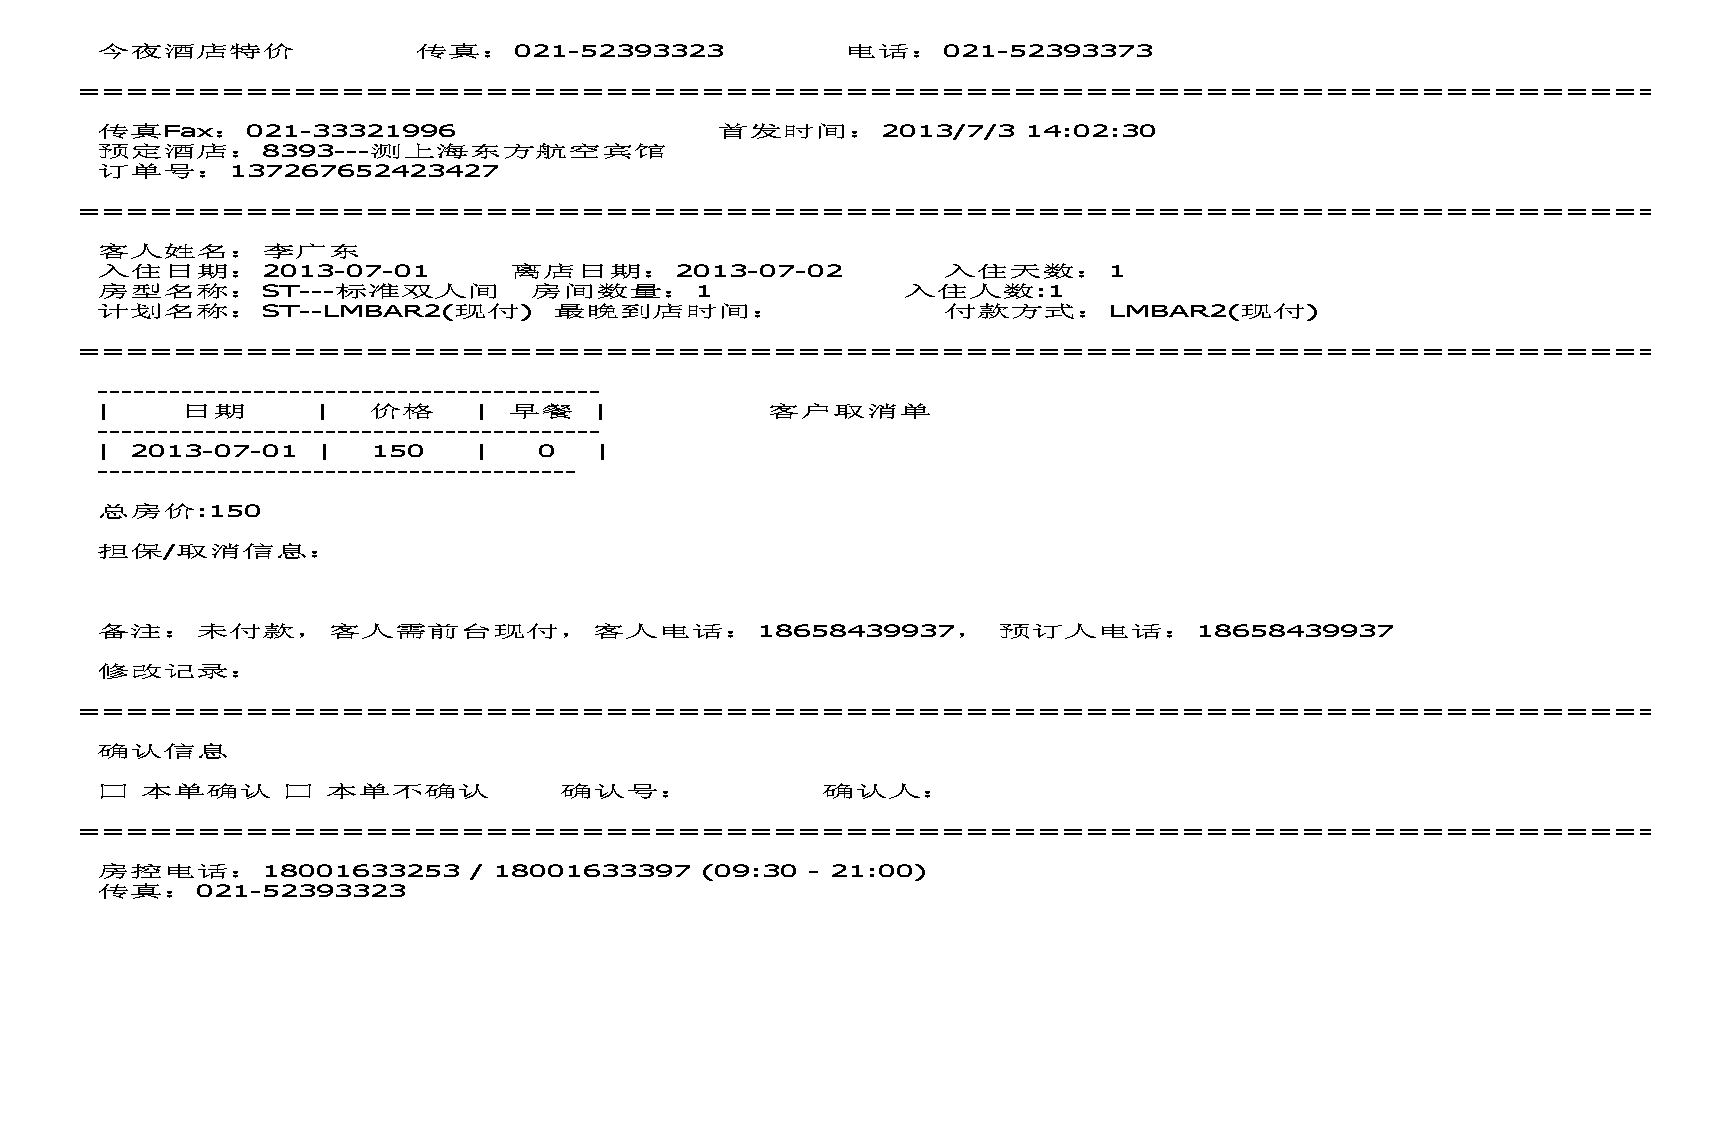 今夜酒店特价 传真：021-52393323 电话：021-52393373
==================================================================
传真Fax：021-33321996 首发时间：2013/7/3 14:02:30
预定酒店：8393---测上海东方航空宾馆
订单号：137267652423427
==================================================================
客人姓名：李广东
入住日期：2013-07-01 离店日期：2013-07-02 入住天数：1
房型名称：ST---标准双人间 房间数量：1 入住人数:1
计划名称：ST--LMBAR2(现付) 最晚到店时间： 付款方式：LMBAR2(现付)
==================================================================
------------------------------------------
| 日期 | 价格 | 早餐 | 客户取消单
------------------------------------------
| 2013-07-01 | 150 | 0 |
----------------------------------------
总房价:150
担保/取消信息：
备注：未付款，客人需前台现付，客人电话：18658439937， 预订人电话：18658439937
修改记录：
==================================================================
确认信息
□ 本单确认 □ 本单不确认 确认号： 确认人：
==================================================================
房控电话：18001633253 / 18001633397 (09:30 - 21:00)
传真：021-52393323